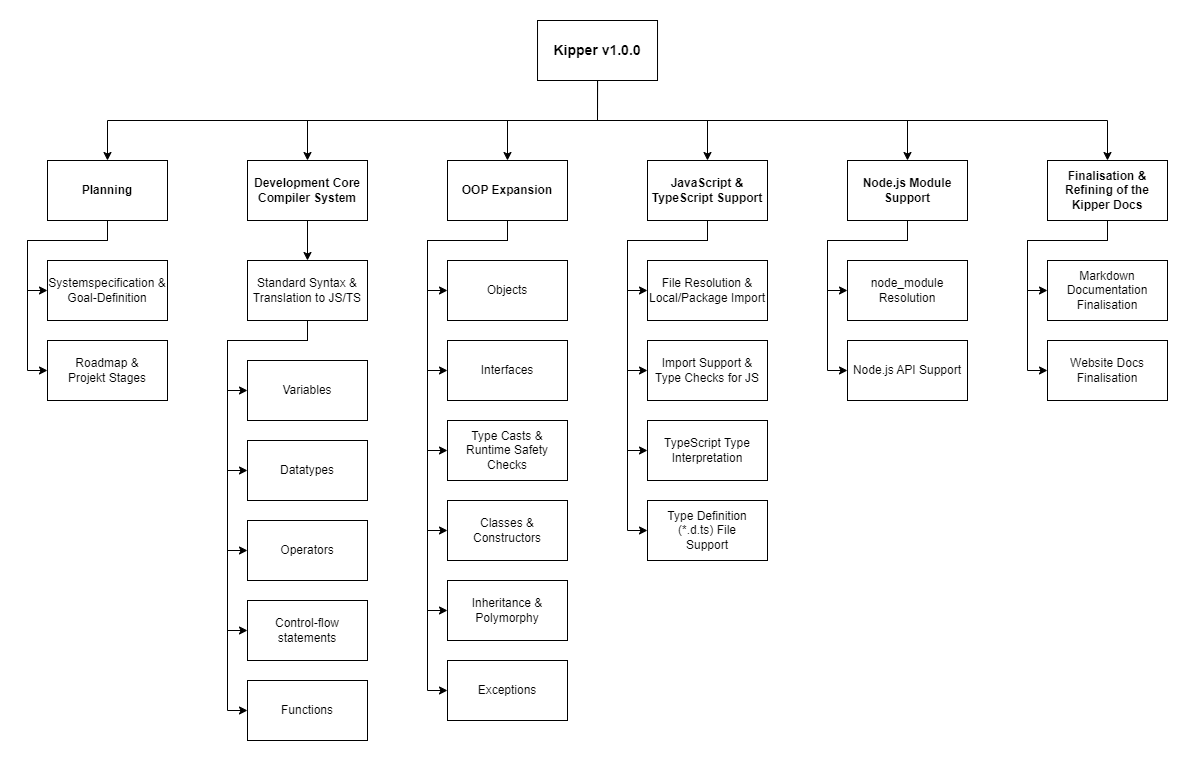 Kipper v1.0.0
Planning
Systemspecification &
Goal-Definition
Roadmap &
Projekt Stages
Development Core
Compiler System
Standard Syntax &
Translation to JS/TS
Variables
Datatypes
Operators
Control-flow
statements
Functions
OOP Expansion
Objects
Interfaces
Type Casts &
Runtime Safety
Checks
Classes &
Constructors
Inheritance &
Polymorphy
Exceptions
JavaScript &
TypeScript Support
File Resolution &
Local/Package Import
Import Support &
Type Checks for JS
TypeScript Type
Interpretation
Type Definition
(*.d.ts) File
Support
Node.js Module
Support
node_module
Resolution
Node.js API Support
Finalisation &
Refining of the
Kipper Docs
Markdown
Documentation
Finalisation
Website Docs
Finalisation